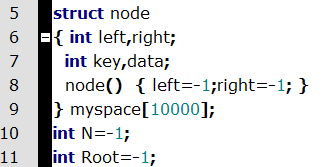 5 struct node
6 { int left,right;
7 int key,data;
8 node() { left=-1;right=-1; }
9 } myspace[10000];
10 int N=-1;
11 int Root=-1;